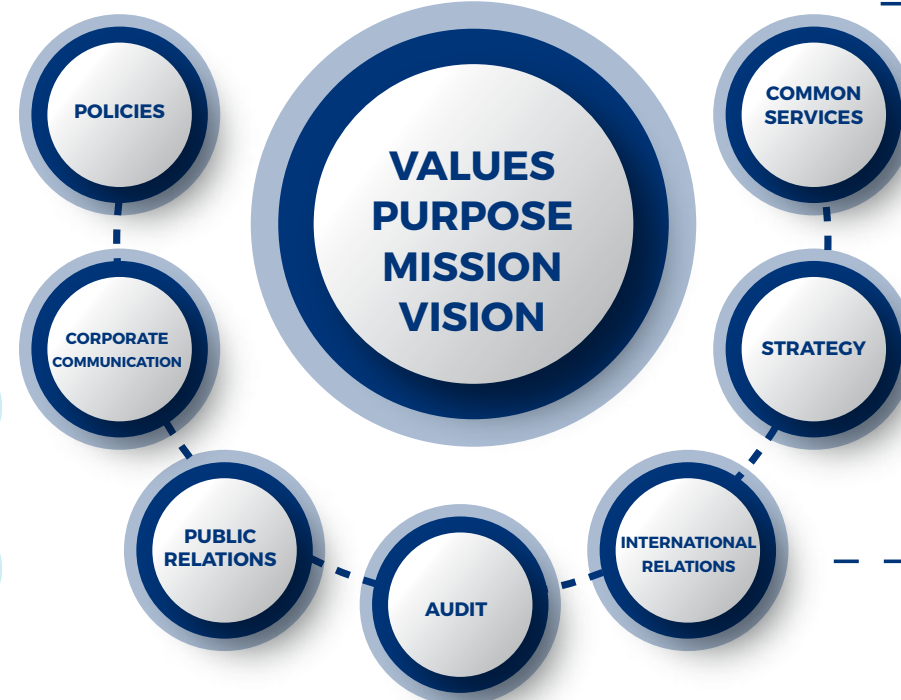 POLICIES
COMMON
SERVICES
VALUES
PURPOSE
MISSION
VISION
CORPORATE
COMMUNICATION
STRATEGY
PUBLIC
RELATIONS
INTERNATIONAL
RELATIONS
AUDIT